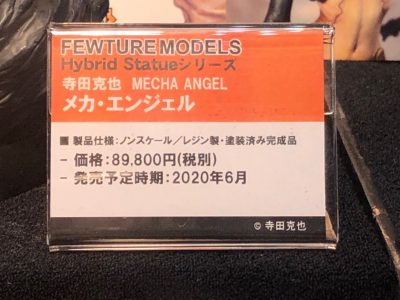 FEWTURE MODELS
Hybrid Statueシリーズ
寺田克也 MECHA ANGEL
メカ・エンジェル
■ 製品仕様：ノンスケール／レジン製・塗装済み完成品
- 価格：89,800円(税別)
- 発売予定時期：2020年6月
© 寺田克也